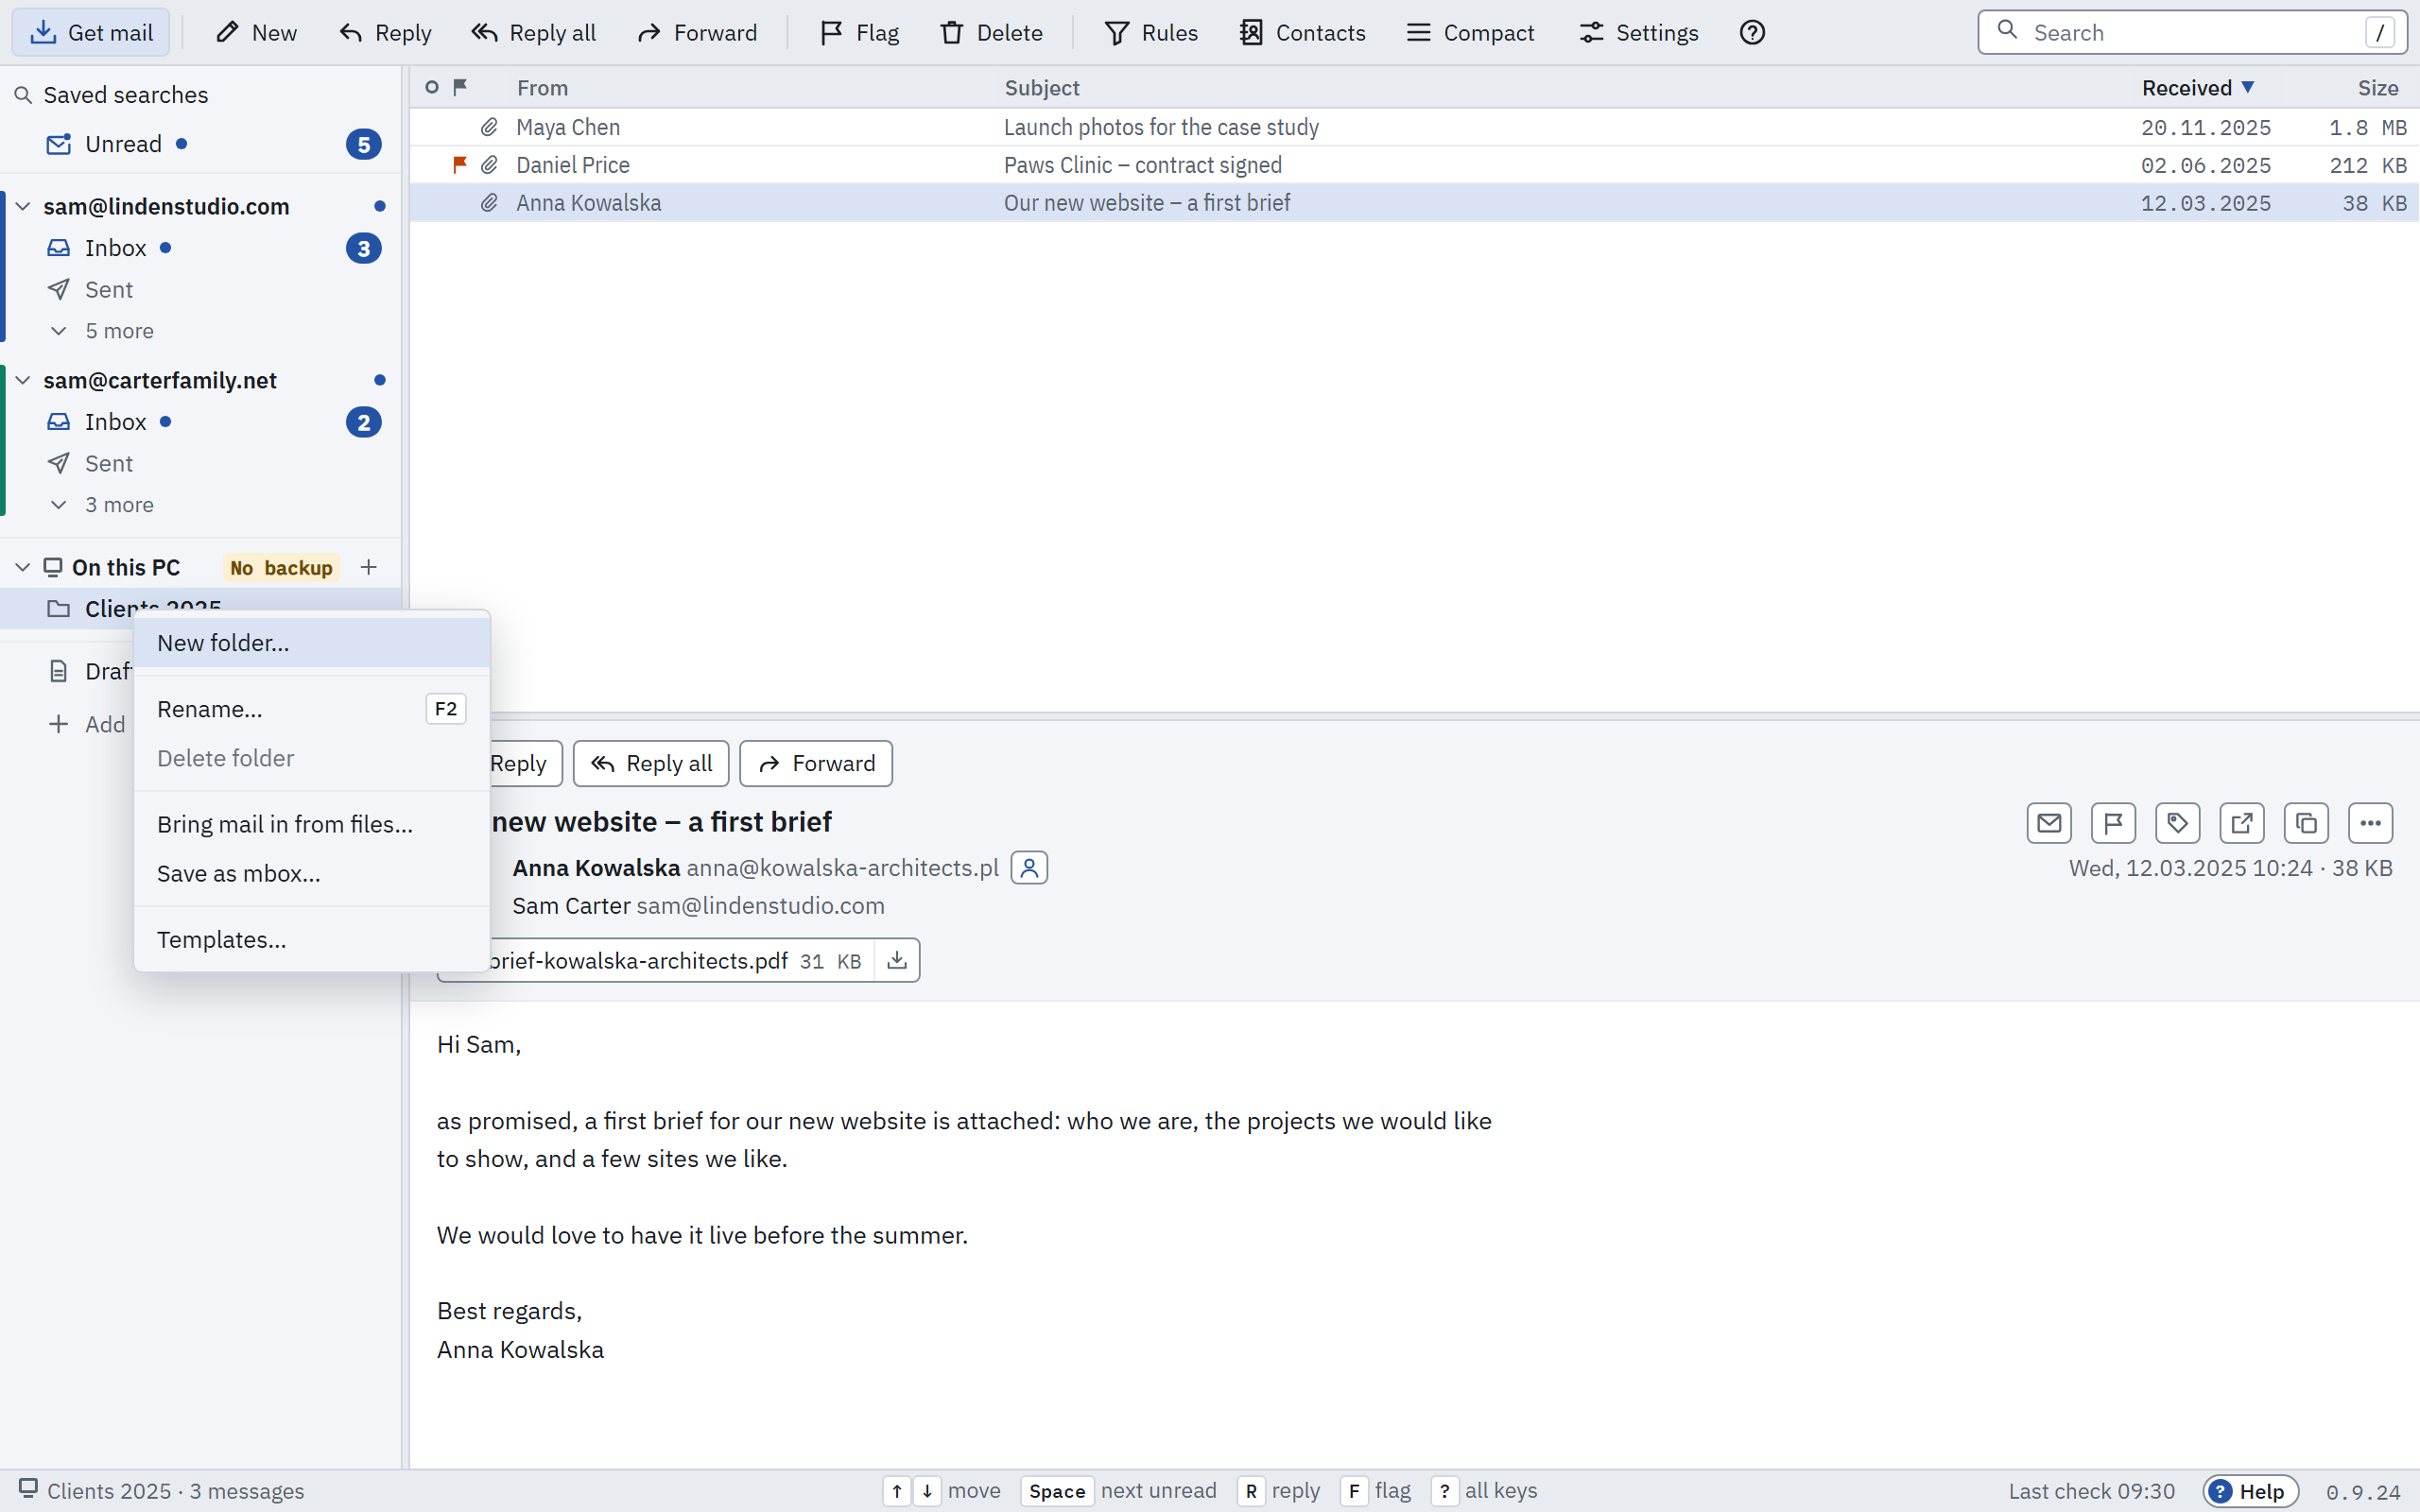 Get mail New Reply Reply all Forward Flag Delete Rules Contacts Compact Settings Search /
Saved searches
Unread 5
sam@lindenstudio.com
Inbox 3
Sent
5 more
sam@carterfamily.net
Inbox 2
Sent
3 more
On this PC No backup
Clients 2025
Add
New folder...
Rename... F2
Delete folder
Bring mail in from files...
Save as mbox...
Templates...
From Subject Received Size
Maya Chen Launch photos for the case study 20.11.2025 1.8 MB
Daniel Price Paws Clinic – contract signed 02.06.2025 212 KB
Anna Kowalska Our new website – a first brief 12.03.2025 38 KB
Reply Reply all Forward
new website – a first brief
Anna Kowalska anna@kowalska-architects.pl Wed, 12.03.2025 10:24 · 38 KB
Sam Carter sam@lindenstudio.com
brief-kowalska-architects.pdf 31 KB
Hi Sam,
as promised, a first brief for our new website is attached: who we are, the projects we would like
to show, and a few sites we like.
We would love to have it live before the summer.
Best regards,
Anna Kowalska
Clients 2025 · 3 messages ↑ ↓ move Space next unread R reply F flag ? all keys Last check 09:30 ? Help 0.9.24